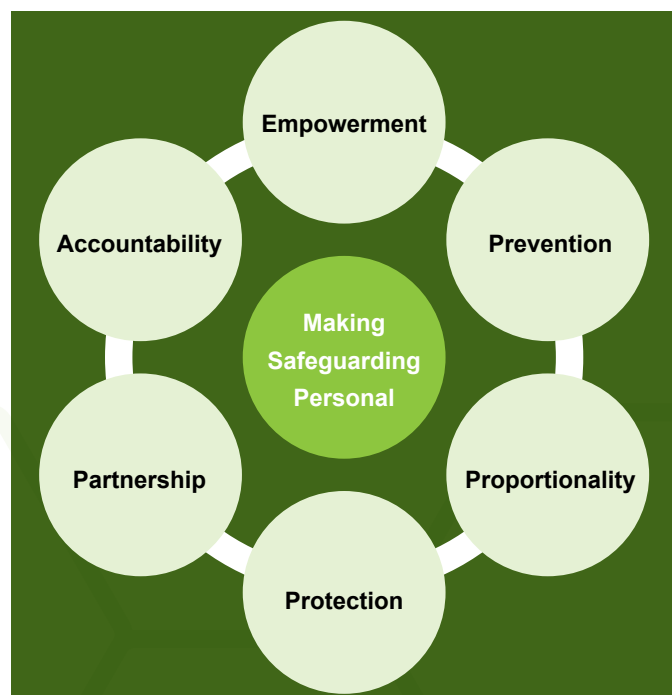 Empowerment
Prevention
Proportionality
Protection
Partnership
Accountability
Making
Safeguarding
Personal